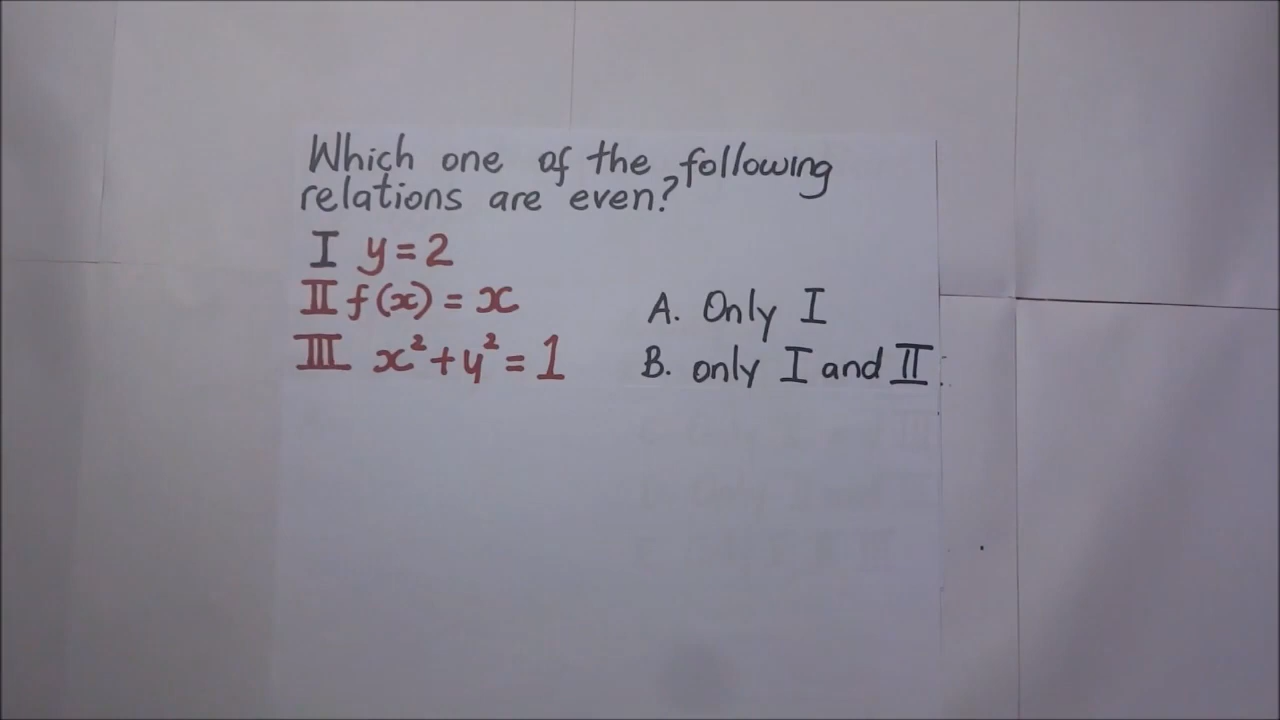 Which one of the following
relations are even?
I y = 2
II f(x) = x
III x² + y² = 1
A. Only I
B. only I and II